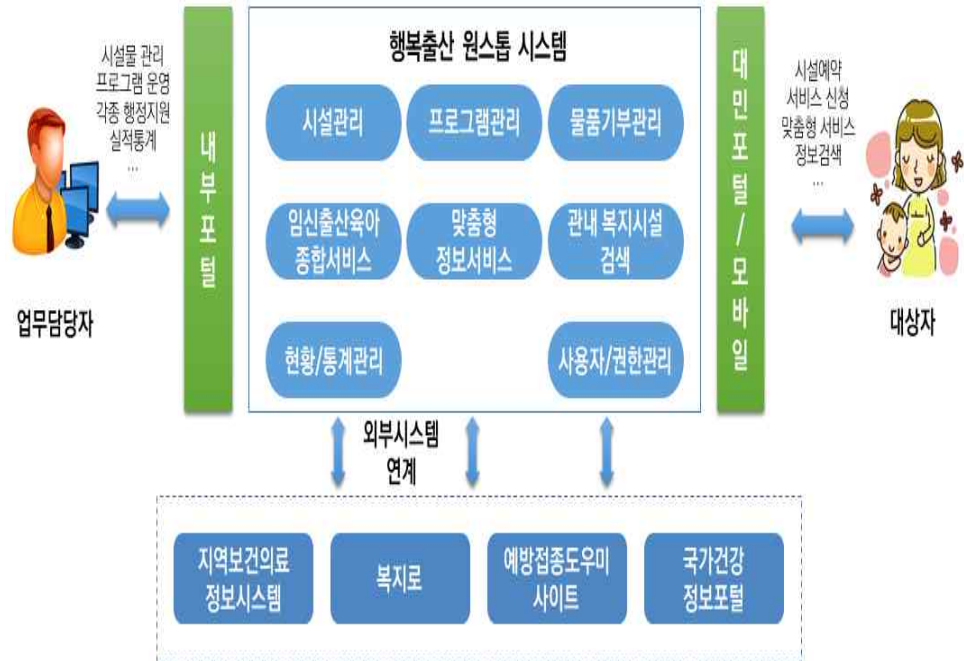 행복출산 원스톱 시스템
시설물 관리
프로그램 운영
각종 행정지원
실적통계
...
업무담당자
내부포털
시설관리
프로그램관리
물품기부관리
임신출산육아
종합서비스
맞춤형
정보서비스
관내 복지시설
검색
현황/통계관리
사용자/권한관리
대민포털/모바일
시설예약
서비스 신청
맞춤형 서비스
정보검색
...
대상자
외부시스템
연계
지역보건의료
정보시스템
복지로
예방접종도우미
사이트
국가건강
정보포털